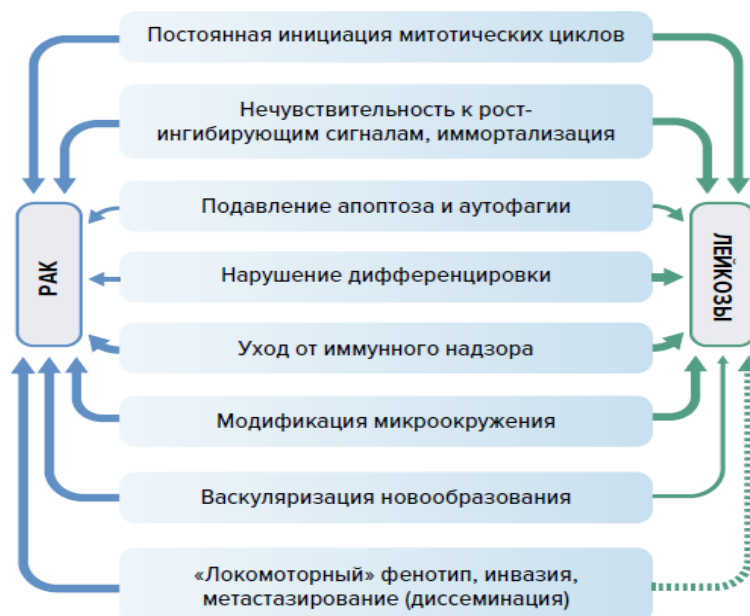 Постоянная инициация митотических циклов
Нечувствительность к рост-
ингибирующим сигналам, иммортализация
Подавление апоптоза и аутофагии
РАК
Нарушение дифференцировки
ЛЕЙКОЗЫ
Уход от иммунного надзора
Модификация микроокружения
Васкуляризация новообразования
«Локомоторный» фенотип, инвазия,
метастазирование (диссеминация)